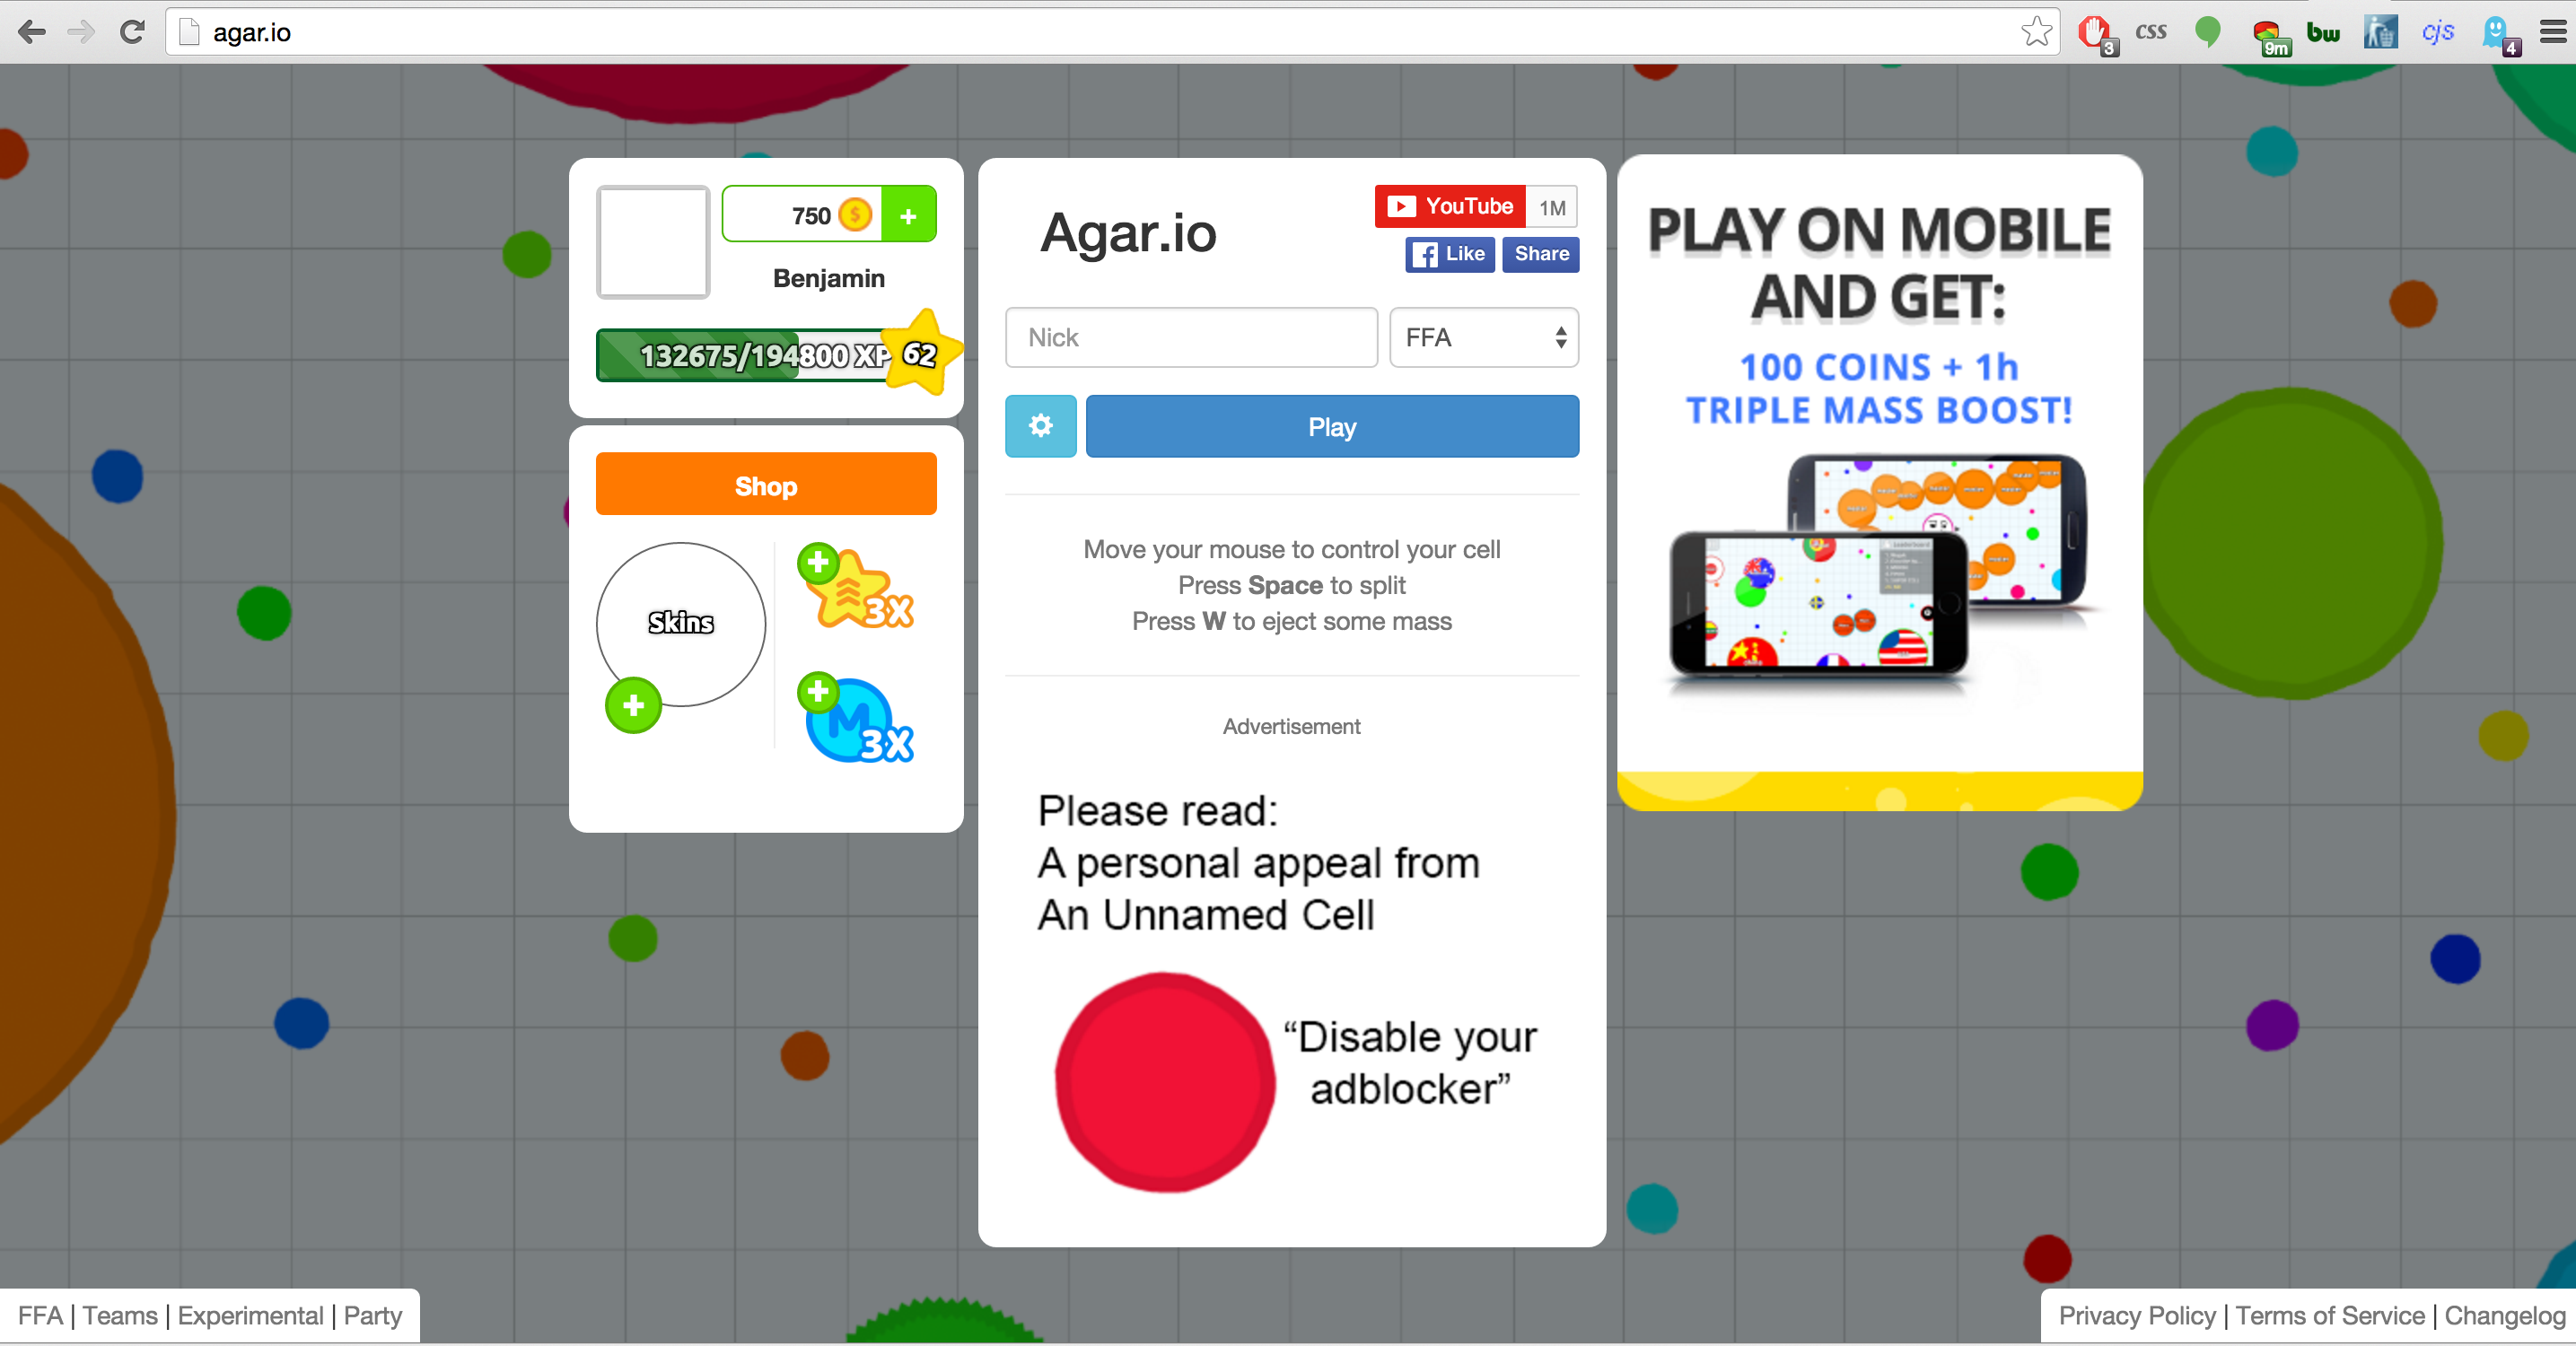 agar.io
3
css
9m
bw
cjs
4
750
Benjamin
132675/194800 XP
62
Shop
Skins
3X
M
3X
Agar.io
YouTube
1M
Like
Share
Nick
FFA
Play
Move your mouse to control your cell
Press Space to split
Press W to eject some mass
Advertisement
Please read:
A personal appeal from
An Unnamed Cell
“Disable your
adblocker”
PLAY ON MOBILE
AND GET:
100 COINS + 1h
TRIPLE MASS BOOST!
FFA | Teams | Experimental | Party
Privacy Policy | Terms of Service | Changelog